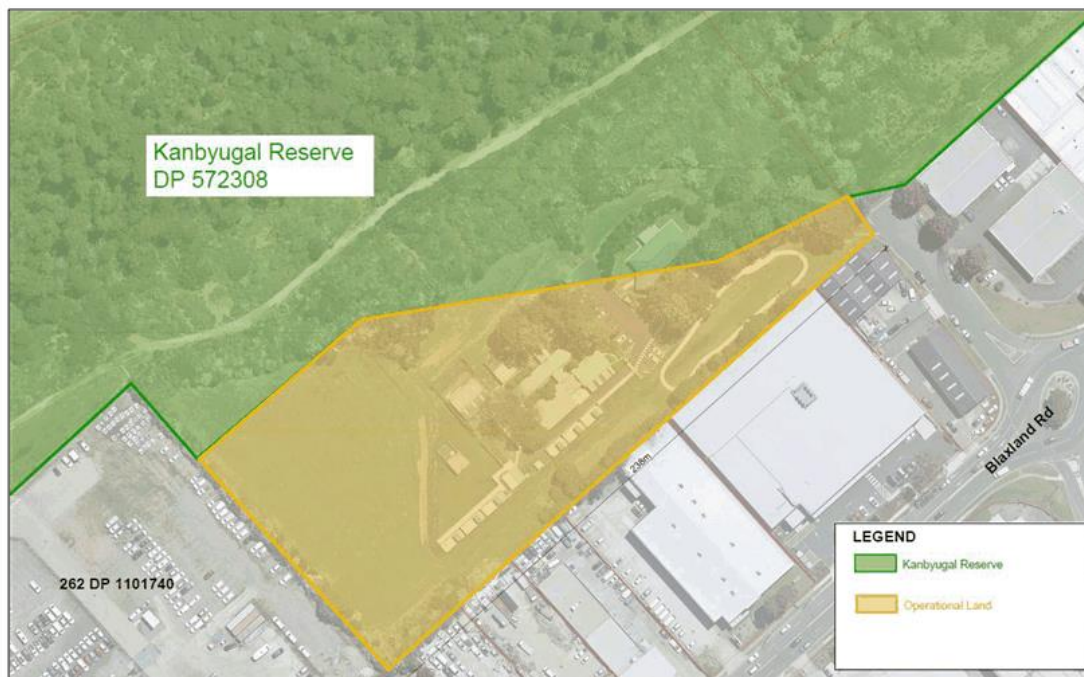 Kanbyugal Reserve
DP 572308
238m
Blaxland Rd
262 DP 1101740
LEGEND
Kanbyugal Reserve
Operational Land